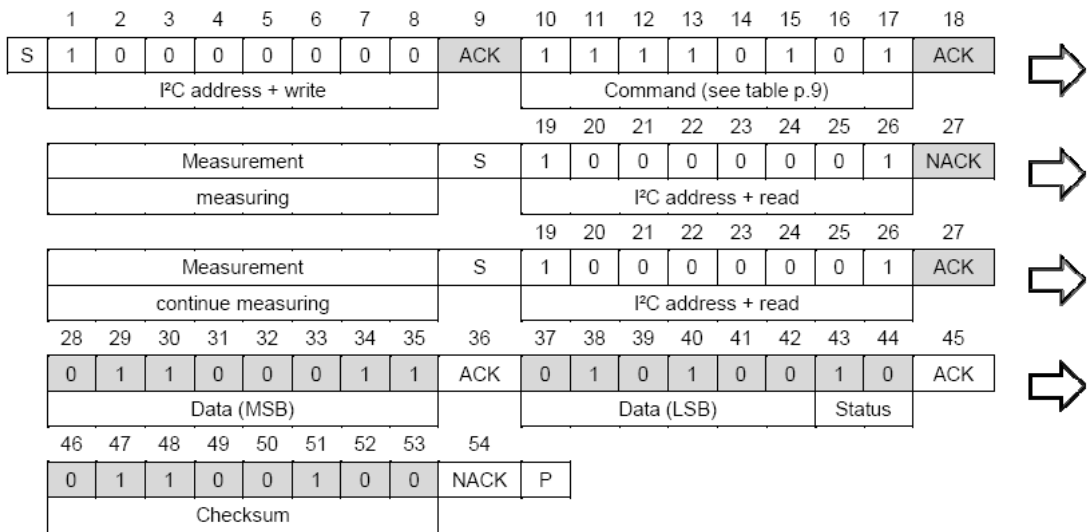 1 2 3 4 5 6 7 8 9 10 11 12 13 14 15 16 17 18
S 1 0 0 0 0 0 0 0 ACK 1 1 1 1 0 1 0 1 ACK
I²C address + write Command (see table p.9)
19 20 21 22 23 24 25 26 27
Measurement S 1 0 0 0 0 0 0 1 NACK
measuring I²C address + read
19 20 21 22 23 24 25 26 27
Measurement S 1 0 0 0 0 0 0 1 ACK
continue measuring I²C address + read
28 29 30 31 32 33 34 35 36 37 38 39 40 41 42 43 44 45
0 1 1 0 0 0 1 1 ACK 0 1 0 1 0 0 1 0 ACK
Data (MSB) Data (LSB) Status
46 47 48 49 50 51 52 53 54
0 1 1 0 0 1 0 0 NACK P
Checksum